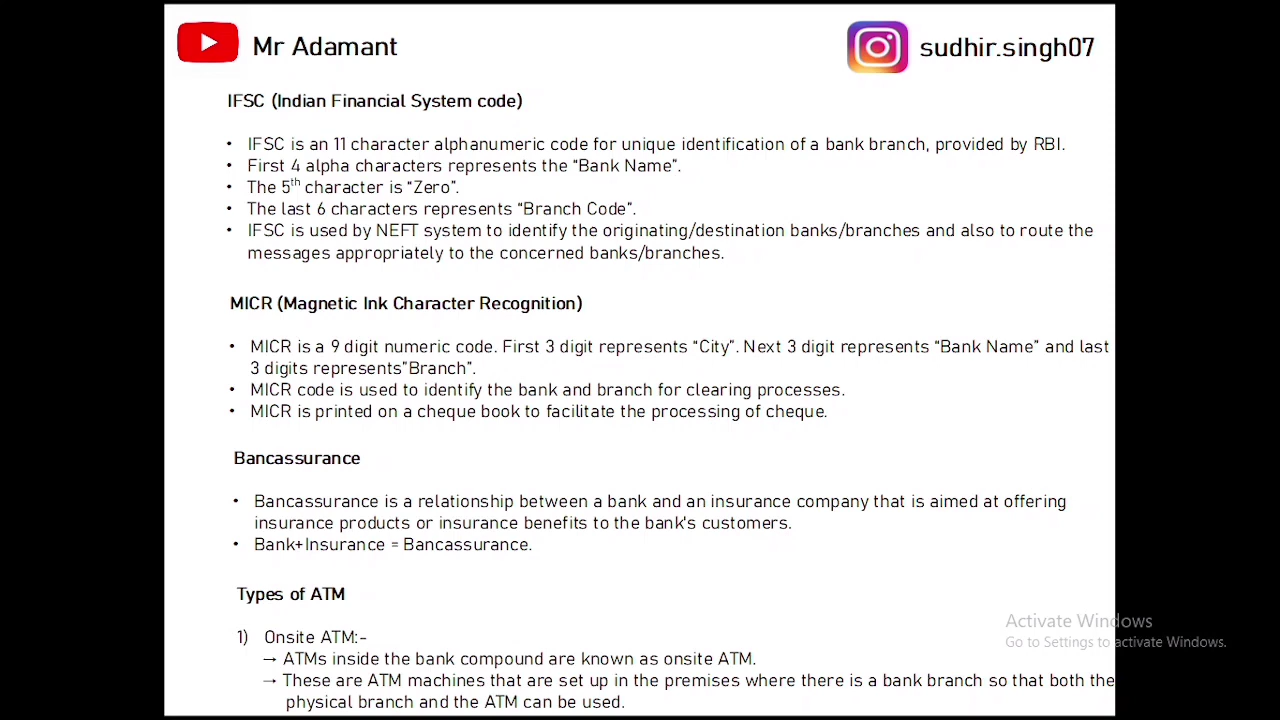 Mr Adamant
sudhir.singh07
IFSC (Indian Financial System code)
• IFSC is an 11 character alphanumeric code for unique identification of a bank branch, provided by RBI.
• First 4 alpha characters represents the “Bank Name”.
• The 5th character is “Zero”.
• The last 6 characters represents “Branch Code”.
• IFSC is used by NEFT system to identify the originating/destination banks/branches and also to route the
messages appropriately to the concerned banks/branches.
MICR (Magnetic Ink Character Recognition)
• MICR is a 9 digit numeric code. First 3 digit represents “City”. Next 3 digit represents “Bank Name” and last
3 digits represents”Branch”.
• MICR code is used to identify the bank and branch for clearing processes.
• MICR is printed on a cheque book to facilitate the processing of cheque.
Bancassurance
• Bancassurance is a relationship between a bank and an insurance company that is aimed at offering
insurance products or insurance benefits to the bank's customers.
• Bank+Insurance = Bancassurance.
Types of ATM
1) Onsite ATM:-
→ ATMs inside the bank compound are known as onsite ATM.
→ These are ATM machines that are set up in the premises where there is a bank branch so that both the
physical branch and the ATM can be used.
Activate Windows
Go to Settings to activate Windows.